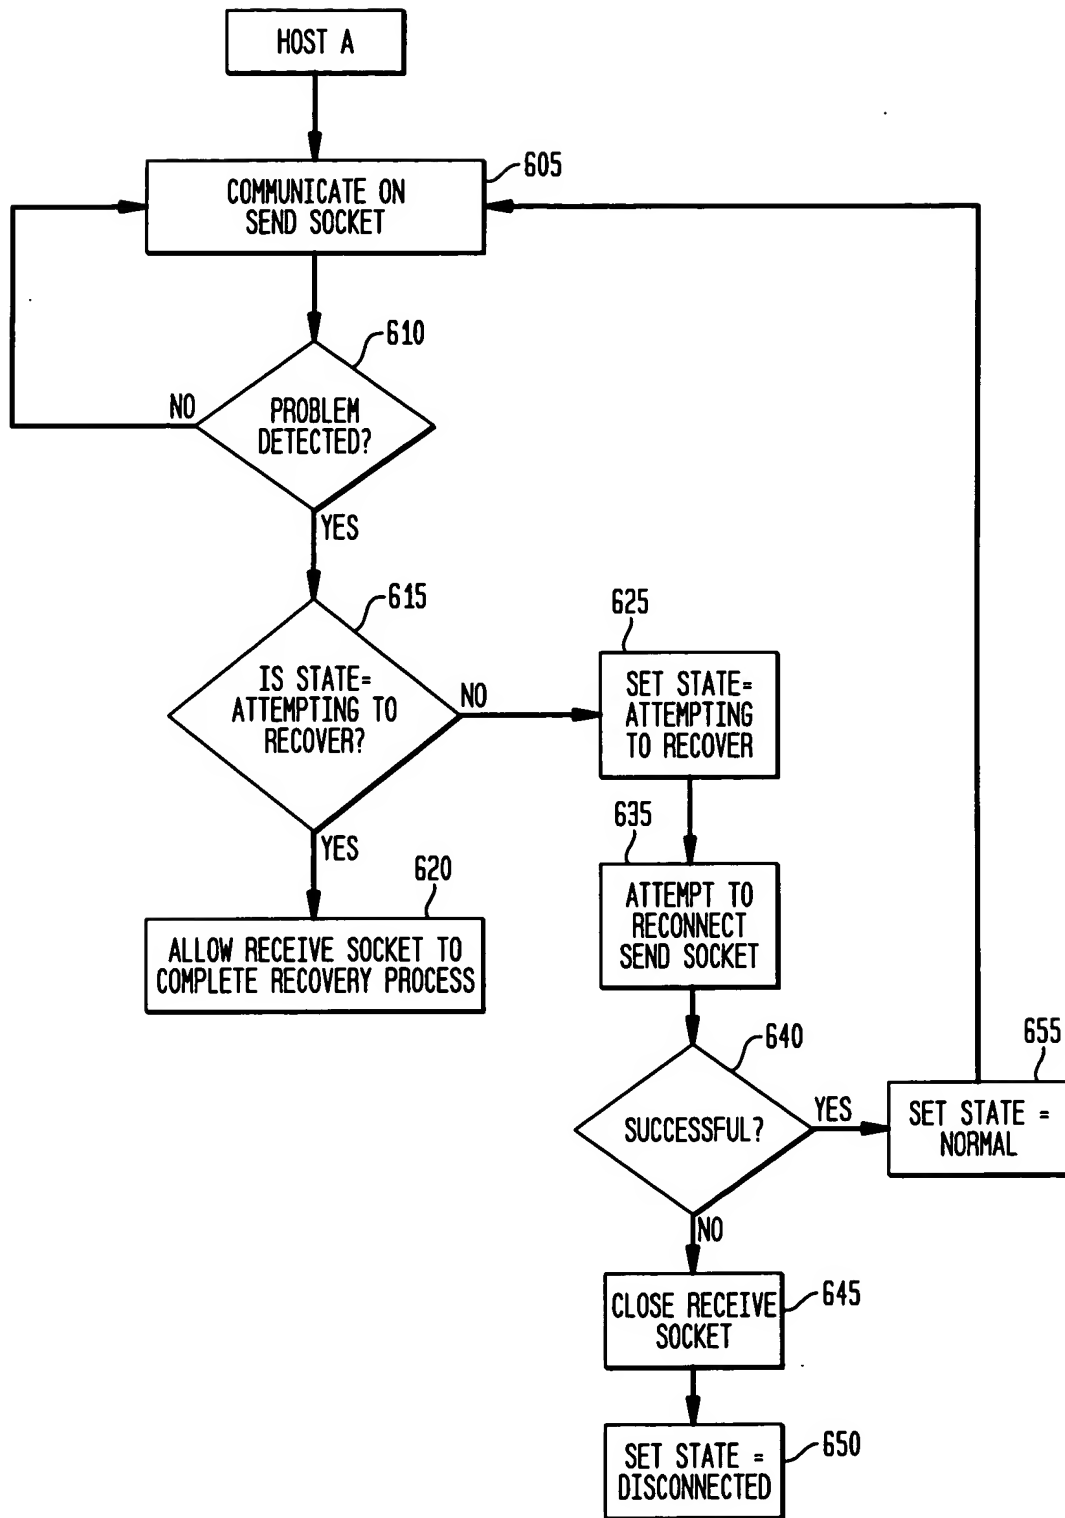 HOST A
605
COMMUNICATE ON
SEND SOCKET
610
PROBLEM
DETECTED?
NO
YES
615
IS STATE=
ATTEMPTING TO
RECOVER?
NO
YES
625
SET STATE=
ATTEMPTING
TO RECOVER
635
ATTEMPT TO
RECONNECT
SEND SOCKET
620
ALLOW RECEIVE SOCKET TO
COMPLETE RECOVERY PROCESS
640
SUCCESSFUL?
YES
NO
655
SET STATE =
NORMAL
645
CLOSE RECEIVE
SOCKET
650
SET STATE =
DISCONNECTED